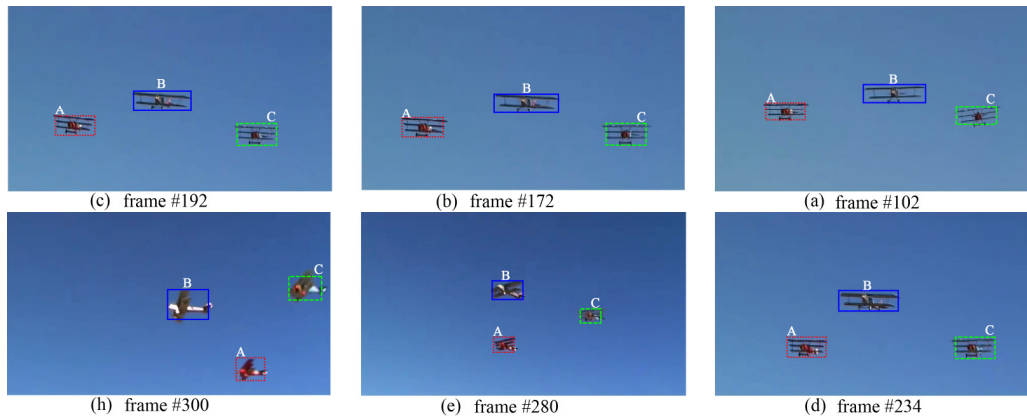 A B C
(c) frame #192
A B C
(b) frame #172
A B C
(a) frame #102
A B C
(h) frame #300
A B C
(e) frame #280
A B C
(d) frame #234